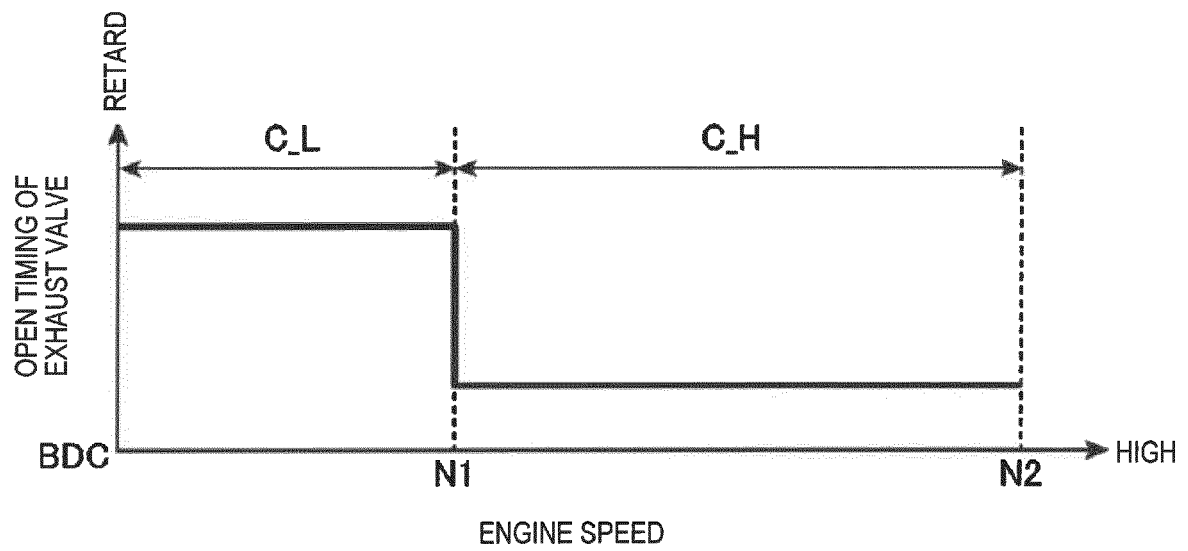 RETARD
C_L
C_H
OPEN TIMING OF
EXHAUST VALVE
BDC
N1
N2
HIGH
ENGINE SPEED